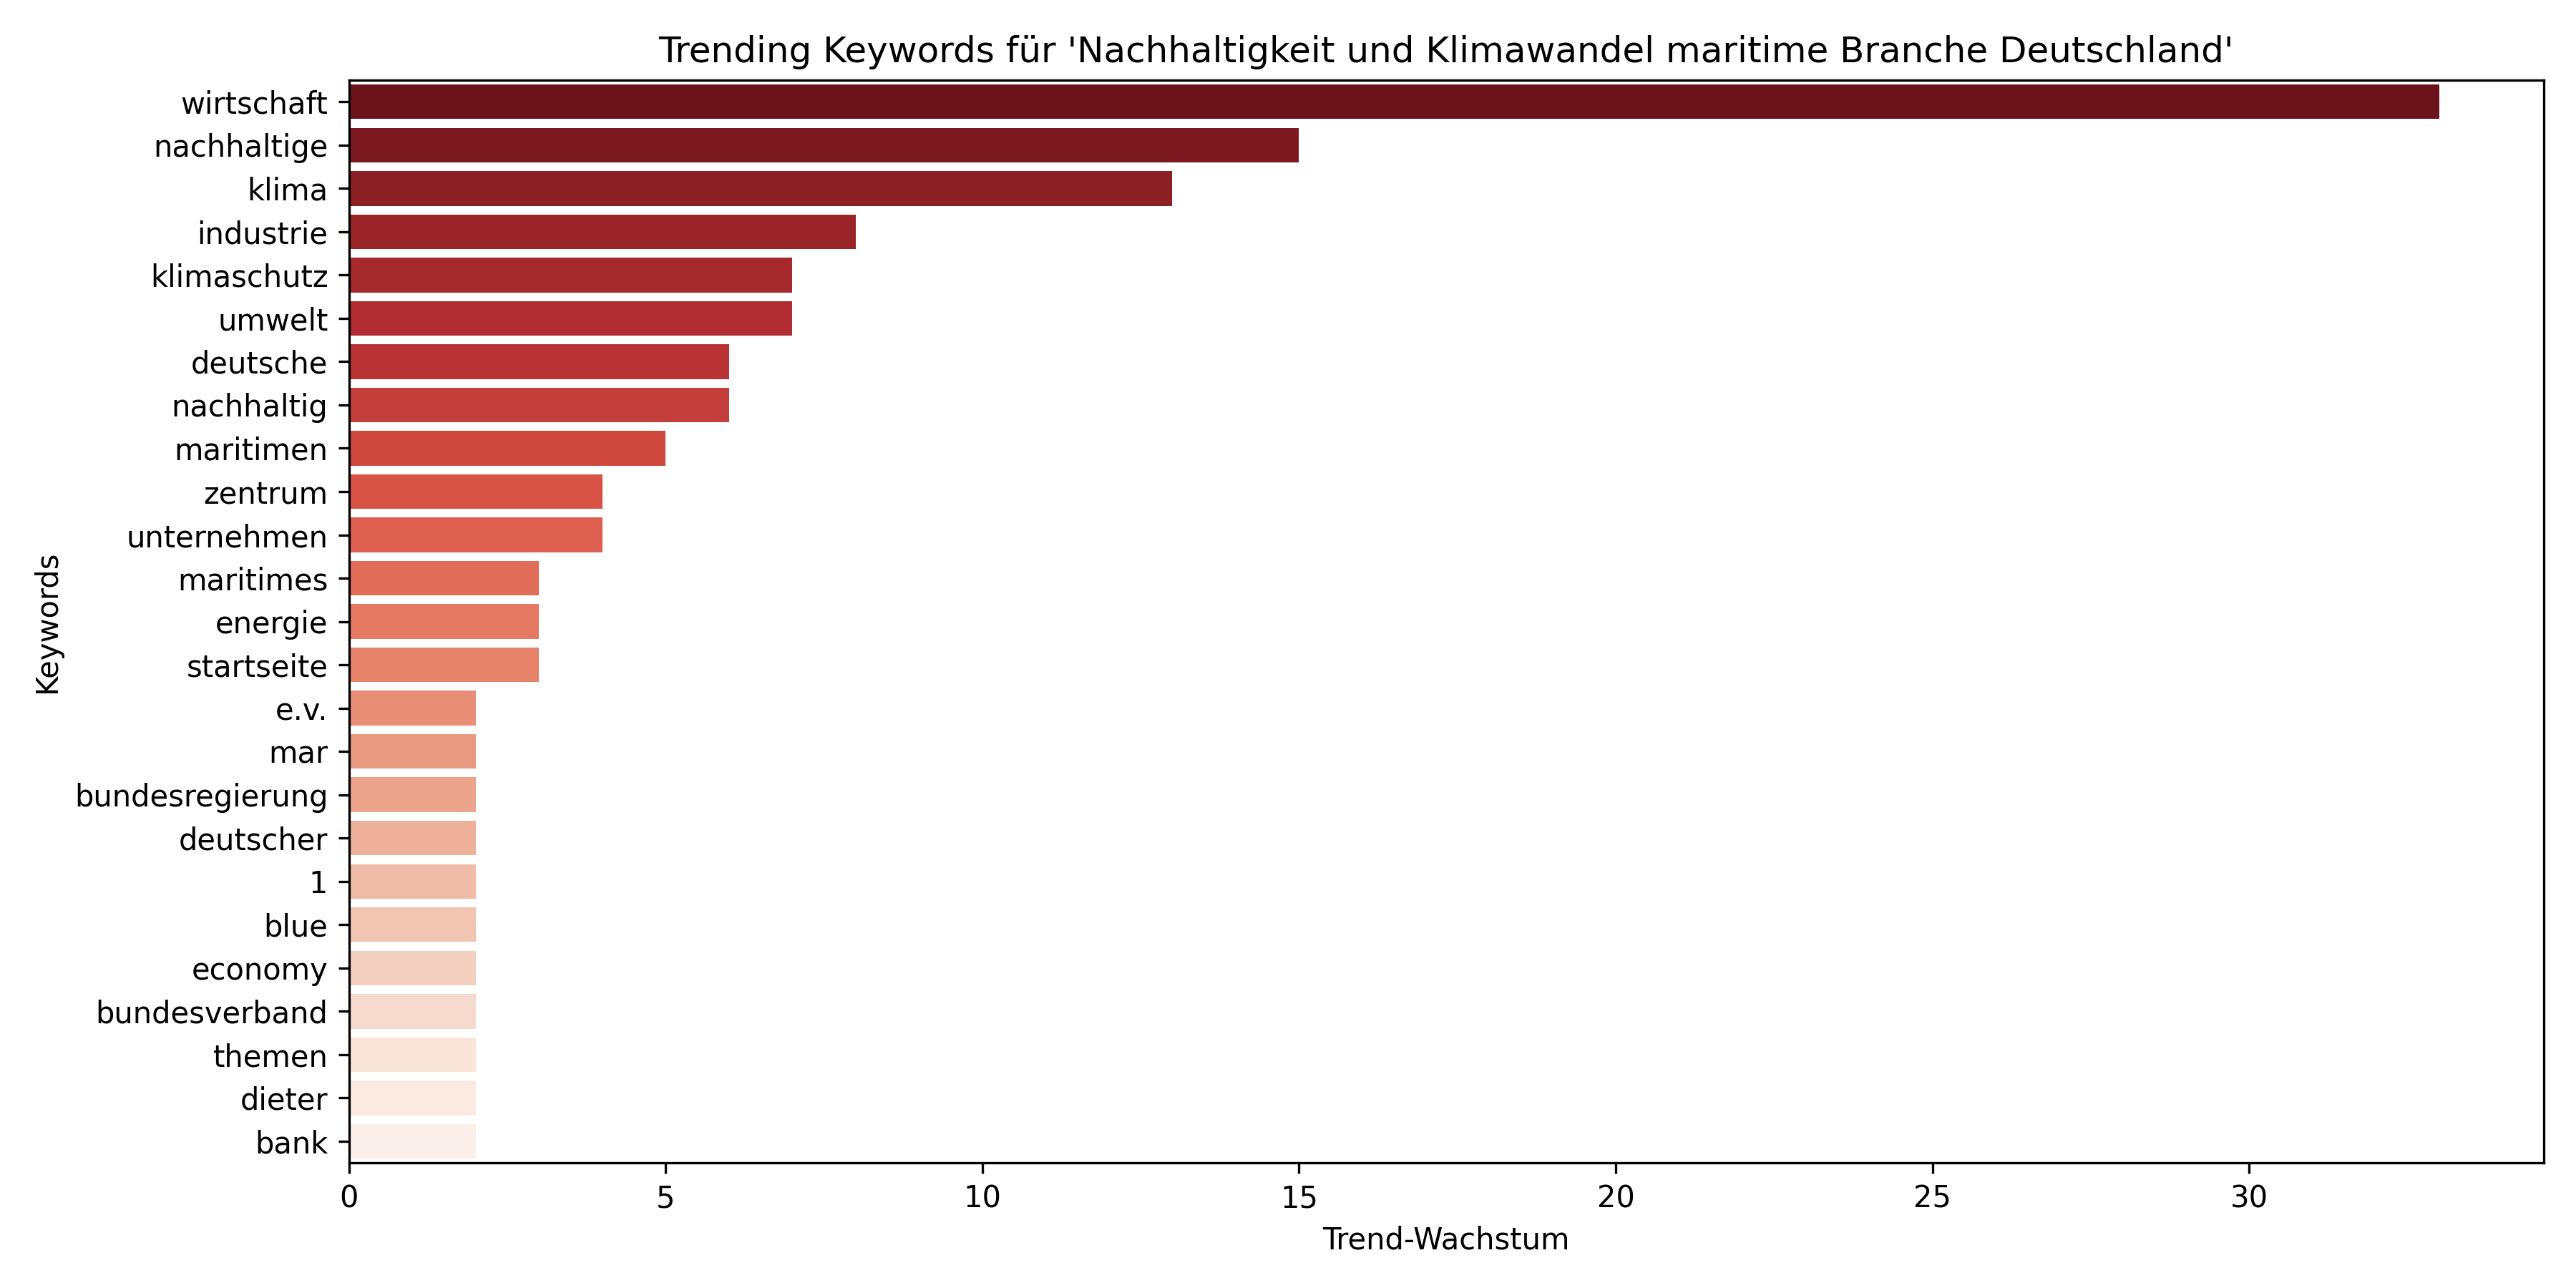 Trending Keywords für 'Nachhaltigkeit und Klimawandel maritime Branche Deutschland'
Keywords
wirtschaft
nachhaltige
klima
industrie
klimaschutz
umwelt
deutsche
nachhaltig
maritimen
zentrum
unternehmen
maritimes
energie
startseite
e.v.
mar
bundesregierung
deutscher
1
blue
economy
bundesverband
themen
dieter
bank
0 5 10 15 20 25 30
Trend-Wachstum